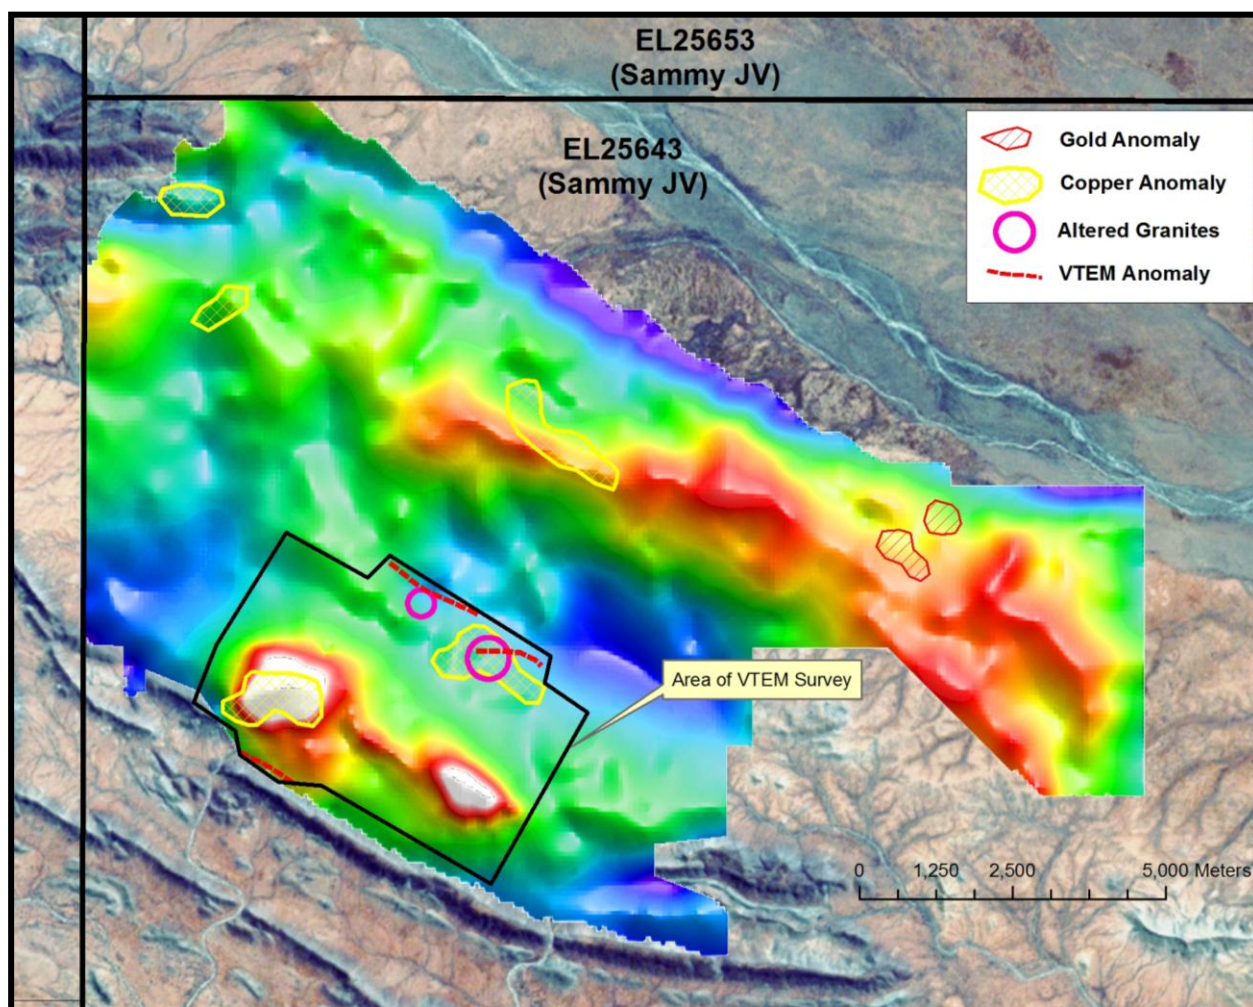 EL25653
(Sammy JV)
EL25643
(Sammy JV)
Gold Anomaly
Copper Anomaly
Altered Granites
VTEM Anomaly
Area of VTEM Survey
0 1,250 2,500 5,000 Meters